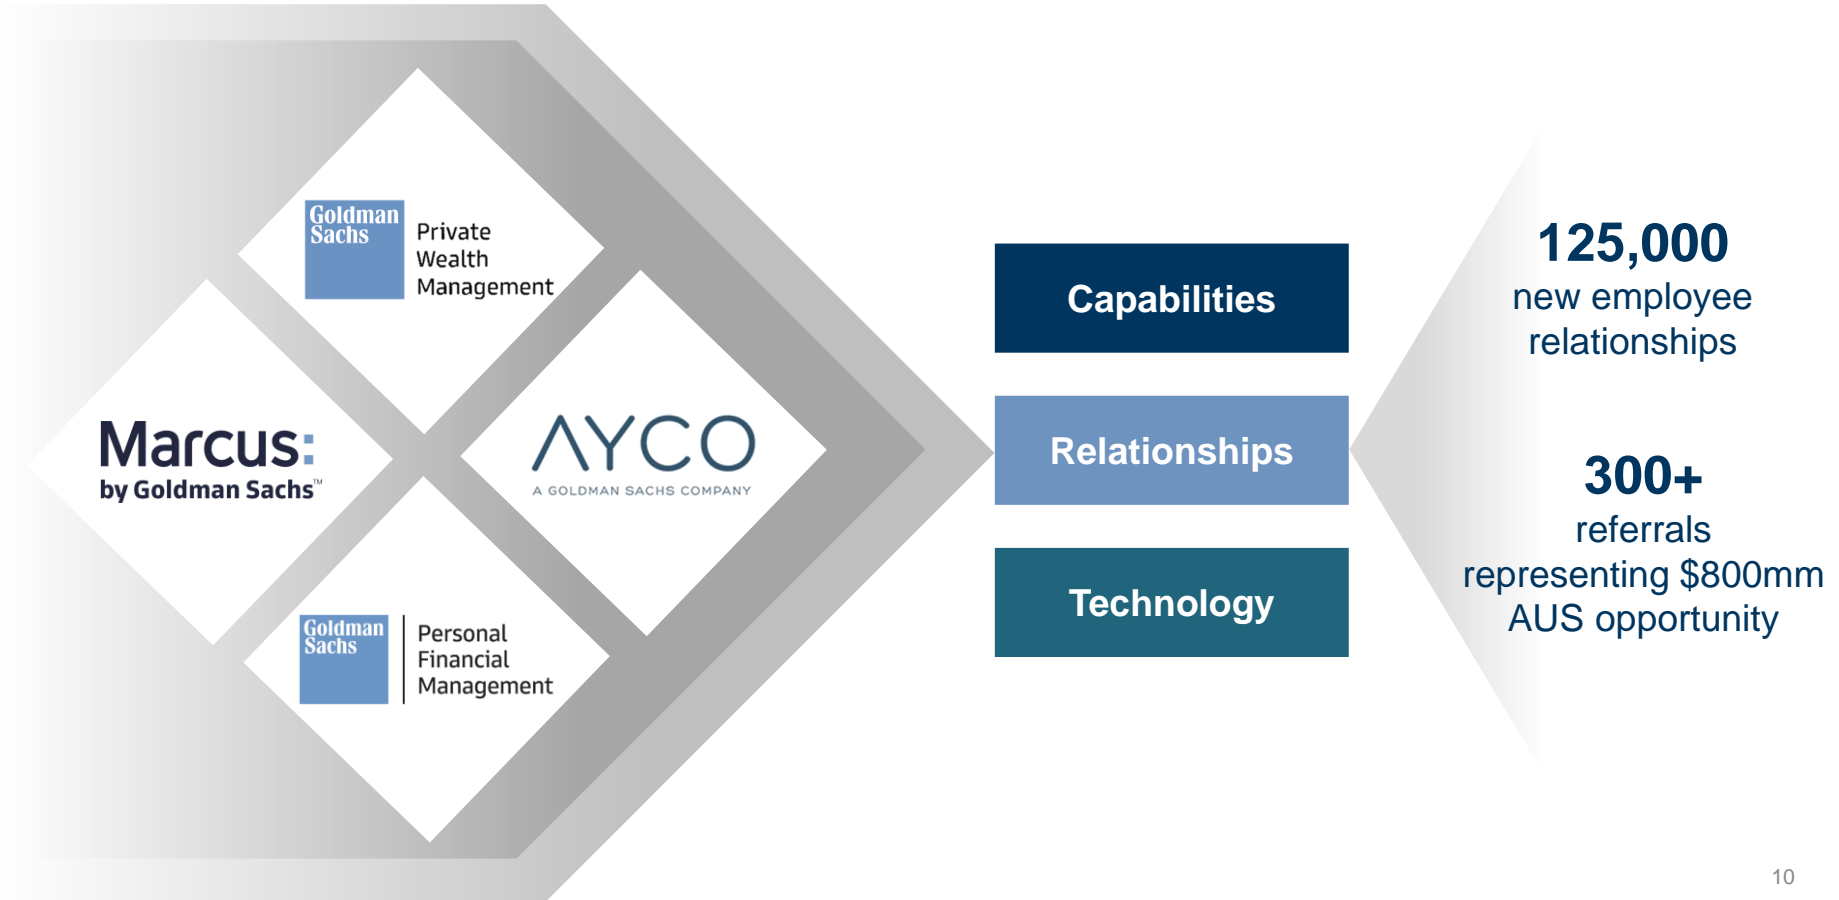 Goldman
Sachs
Private
Wealth
Management
Marcus:
by Goldman Sachs™
AYCO
A GOLDMAN SACHS COMPANY
Goldman
Sachs
Personal
Financial
Management
Capabilities
Relationships
Technology
125,000
new employee
relationships
300+
referrals
representing $800mm
AUS opportunity
10